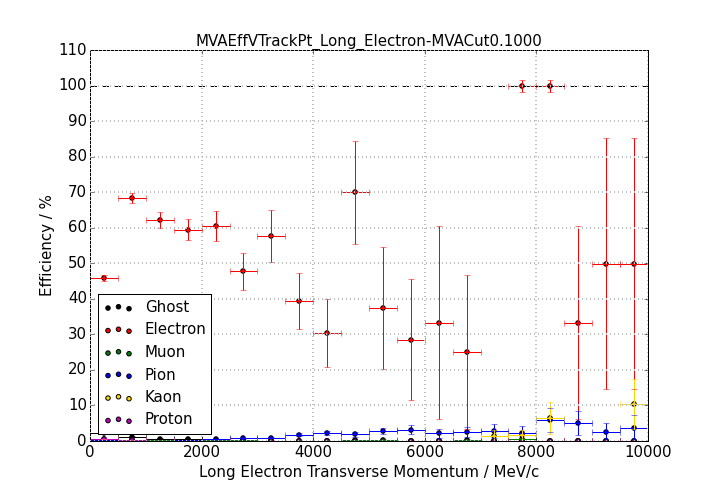 MVAEffVTrackPt_Long_Electron-MVACut0.1000
110
100
90
80
70
60
50
40
30
20
10
0
Efficiency / %
Ghost
Electron
Muon
Pion
Kaon
Proton
0 2000 4000 6000 8000 10000
Long Electron Transverse Momentum / MeV/c